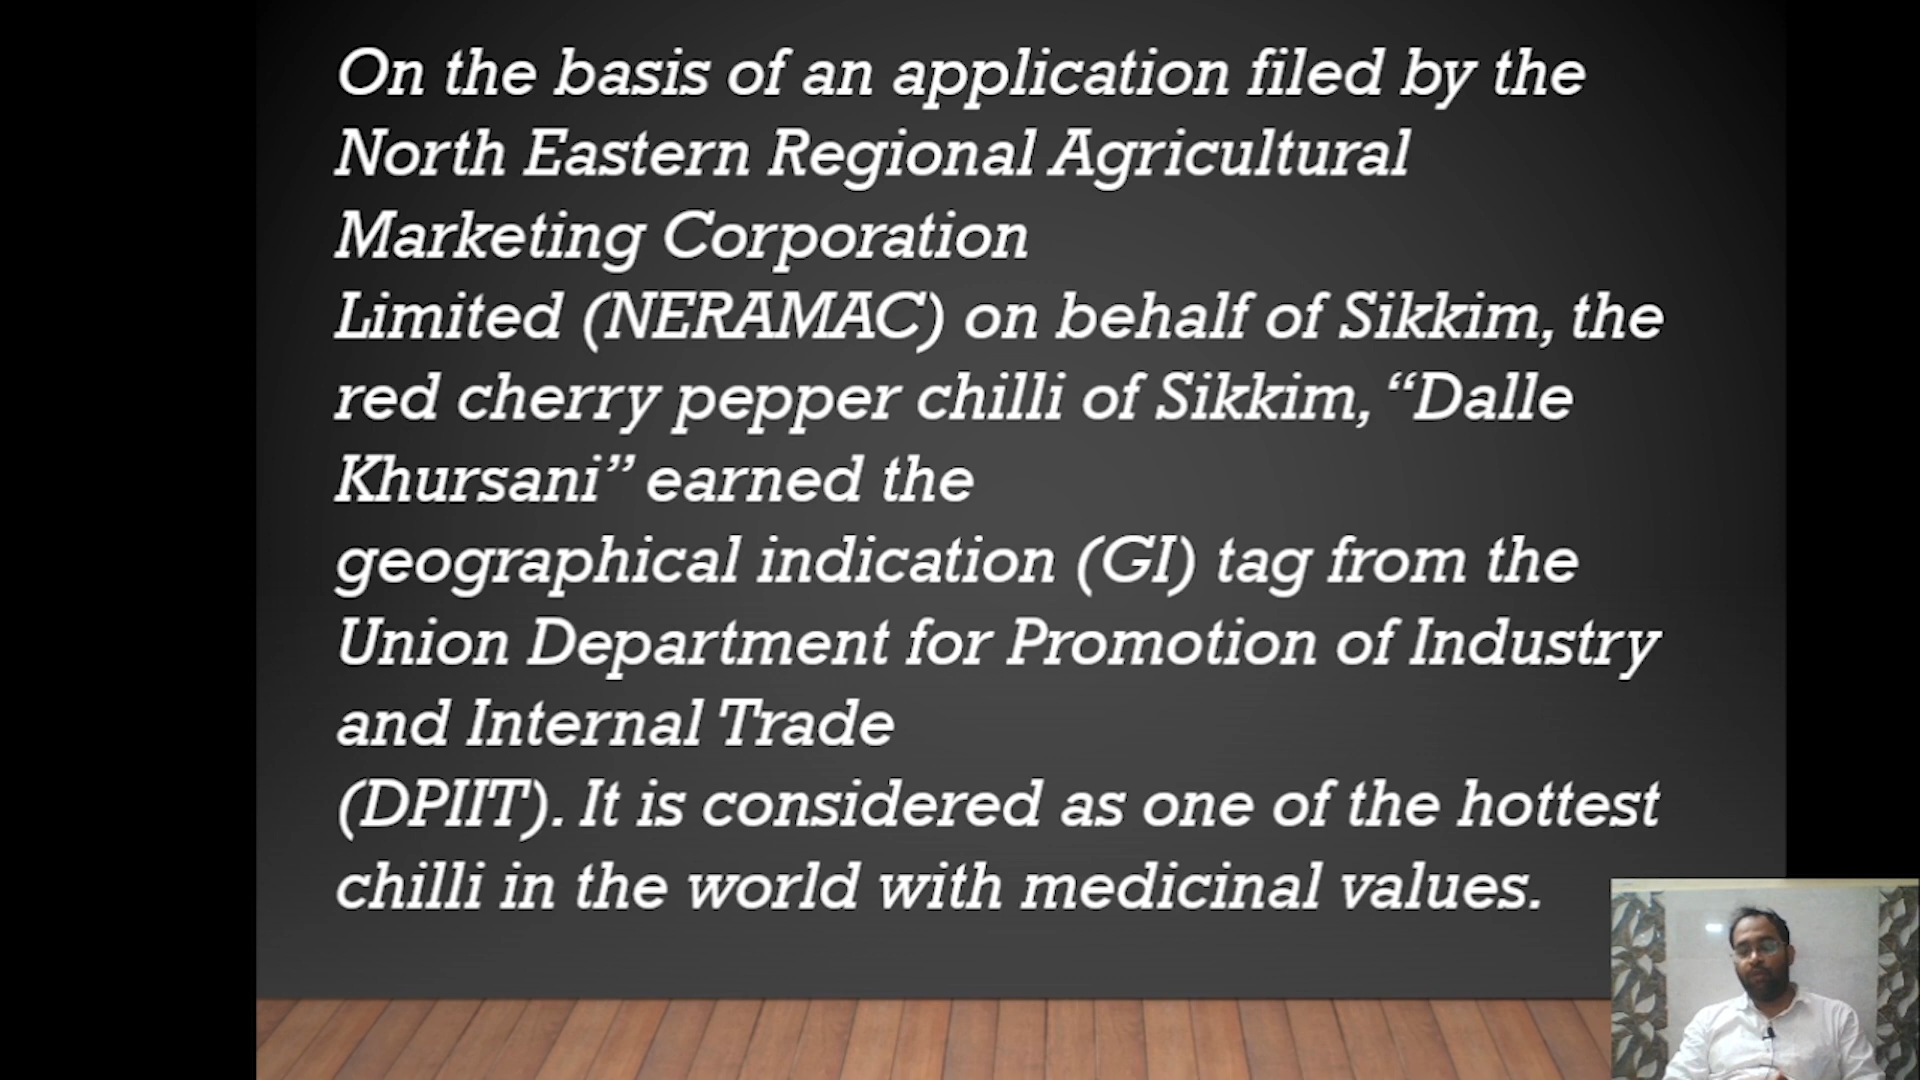 On the basis of an application filed by the
North Eastern Regional Agricultural
Marketing Corporation
Limited (NERAMAC) on behalf of Sikkim, the
red cherry pepper chilli of Sikkim, “Dalle
Khursani” earned the
geographical indication (GI) tag from the
Union Department for Promotion of Industry
and Internal Trade
(DPIIT). It is considered as one of the hottest
chilli in the world with medicinal values.